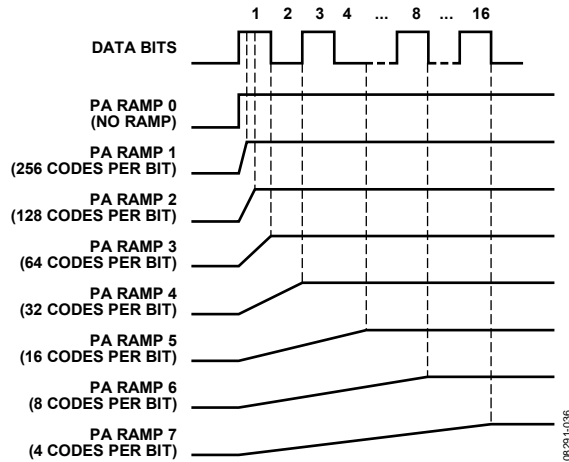 1 2 3 4 ... 8 ... 16
DATA BITS
PA RAMP 0
(NO RAMP)
PA RAMP 1
(256 CODES PER BIT)
PA RAMP 2
(128 CODES PER BIT)
PA RAMP 3
(64 CODES PER BIT)
PA RAMP 4
(32 CODES PER BIT)
PA RAMP 5
(16 CODES PER BIT)
PA RAMP 6
(8 CODES PER BIT)
PA RAMP 7
(4 CODES PER BIT)
08291-036